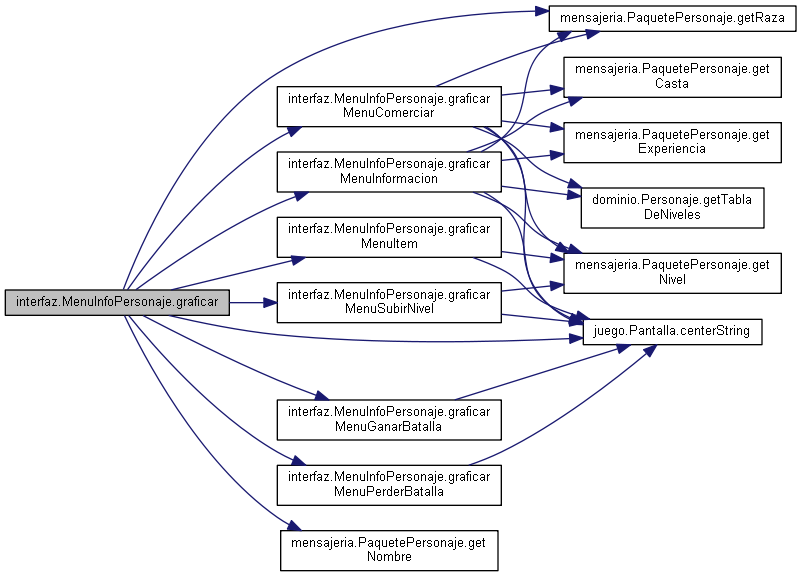 mensajeria.PaquetePersonaje.getRaza
mensajeria.PaquetePersonaje.get
Casta
interfaz.MenuInfoPersonaje.graficar
MenuComerciar
mensajeria.PaquetePersonaje.get
Experiencia
interfaz.MenuInfoPersonaje.graficar
MenuInformacion
dominio.Personaje.getTabla
DeNiveles
interfaz.MenuInfoPersonaje.graficar
MenuItem
mensajeria.PaquetePersonaje.get
Nivel
interfaz.MenuInfoPersonaje.graficar
interfaz.MenuInfoPersonaje.graficar
MenuSubirNivel
juego.Pantalla.centerString
interfaz.MenuInfoPersonaje.graficar
MenuGanarBatalla
interfaz.MenuInfoPersonaje.graficar
MenuPerderBatalla
mensajeria.PaquetePersonaje.get
Nombre